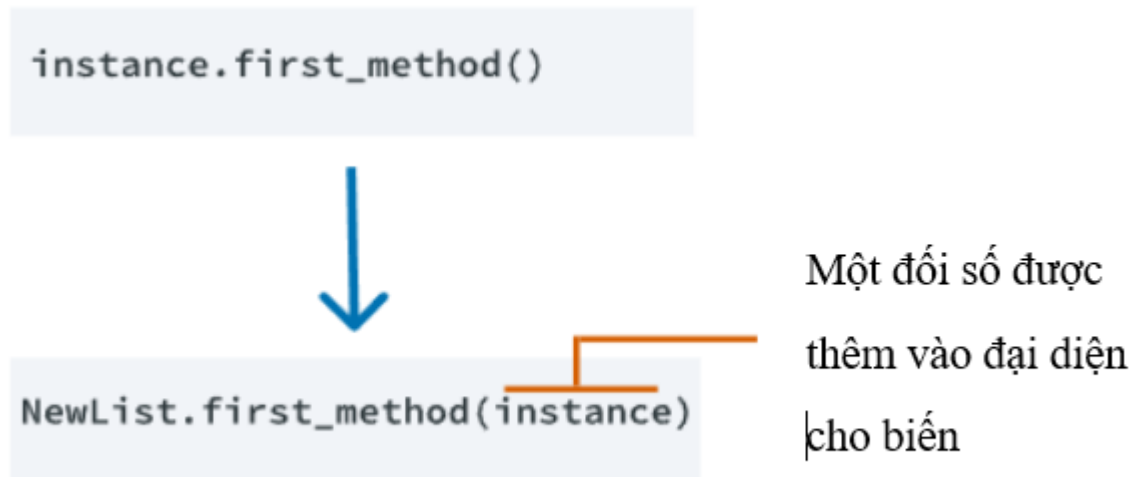 instance.first_method()
Một đối số được
thêm vào đại diện
cho biến
NewList.first_method(instance)